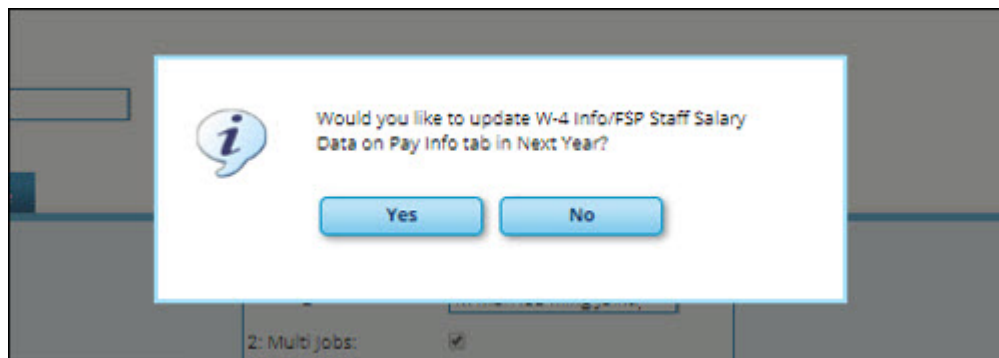 Would you like to update W-4 Info/FSP Staff Salary
Data on Pay Info tab in Next Year?
Yes
No
2: Multi Jobs: